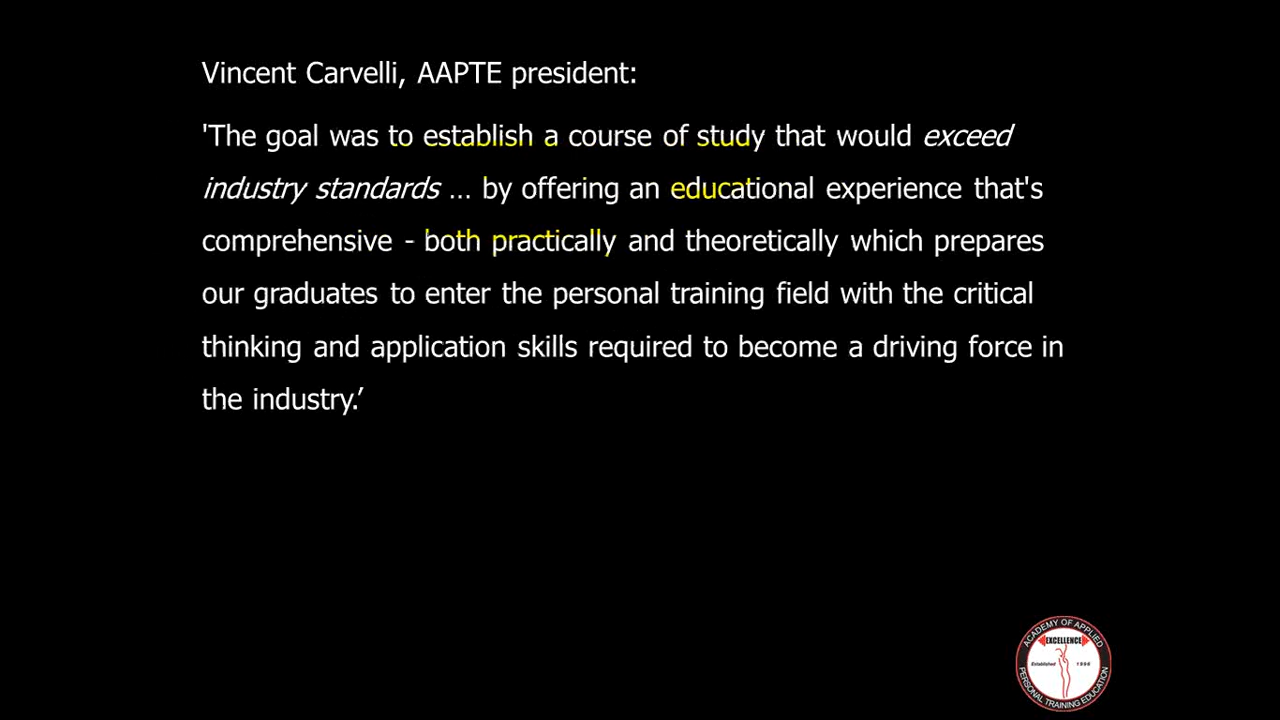 Vincent Carvelli, AAPTE president:
'The goal was to establish a course of study that would exceed
industry standards ... by offering an educational experience that's
comprehensive - both practically and theoretically which prepares
our graduates to enter the personal training field with the critical
thinking and application skills required to become a driving force in
the industry.’
ACADEMY OF APPLIED
EXCELLENCE
Established 1996
PERSONAL TRAINING EDUCATION